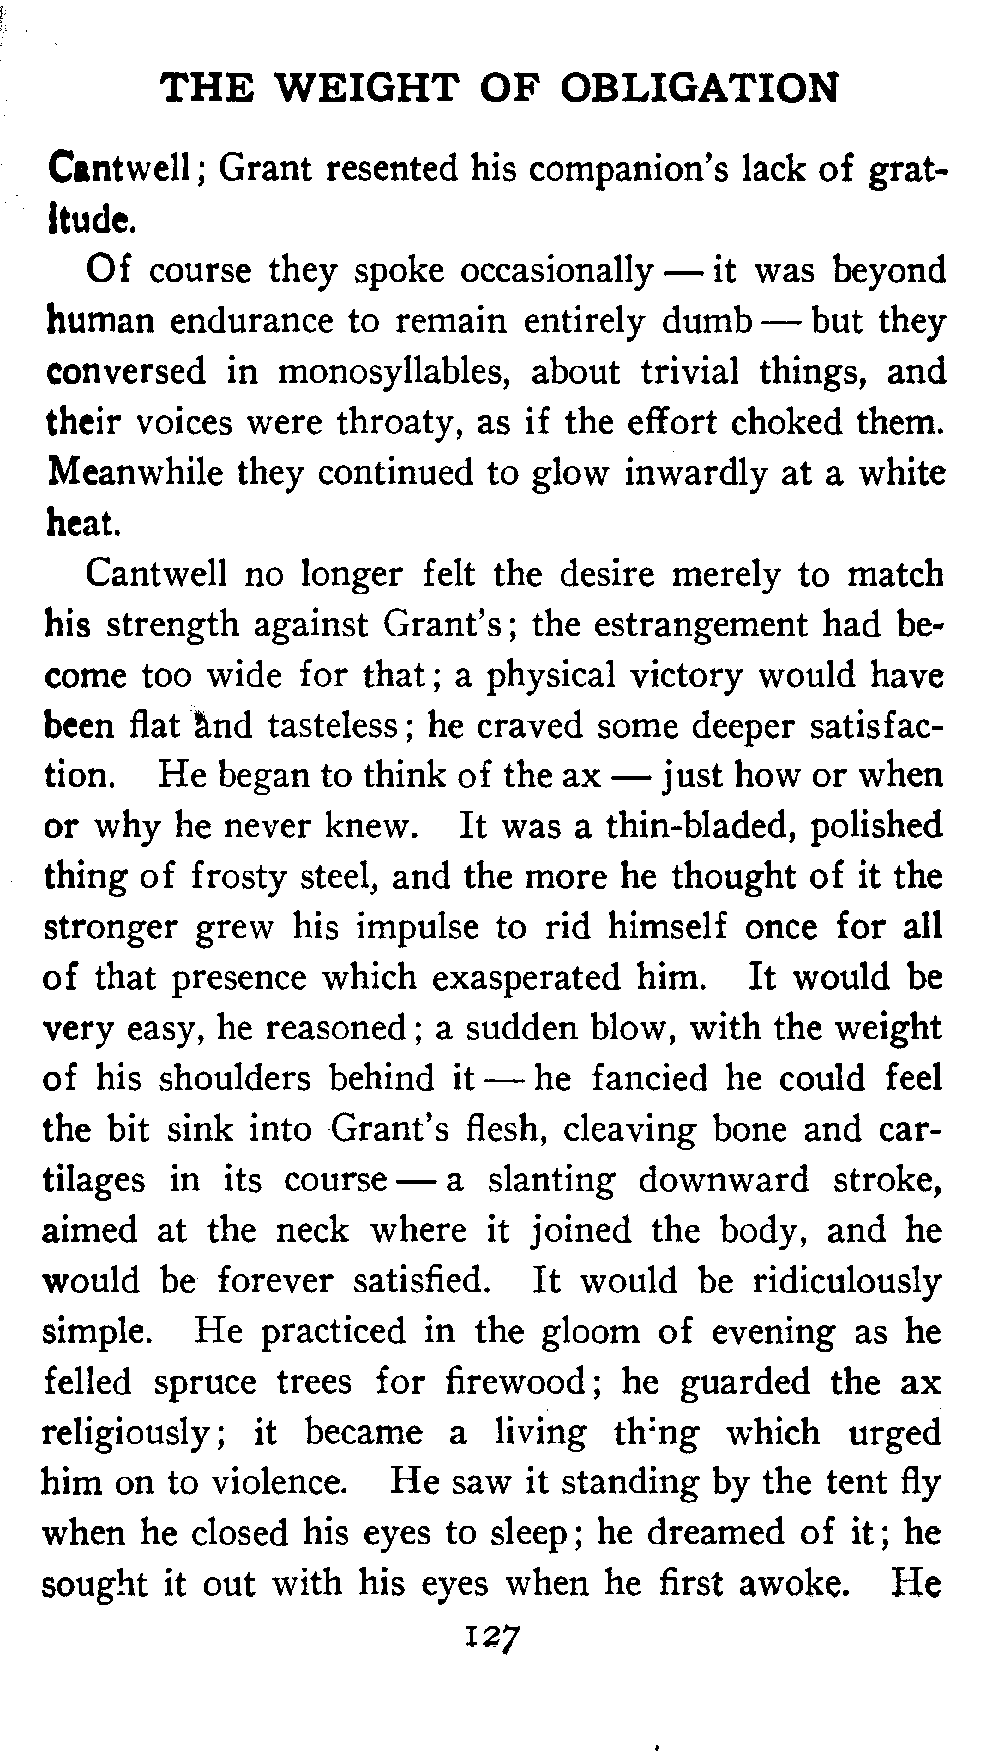 THE WEIGHT OF OBLIGATION
Cantwell; Grant resented his companion's lack of grat-
itude.
Of course they spoke occasionally — it was beyond
human endurance to remain entirely dumb — but they
conversed in monosyllables, about trivial things, and
their voices were throaty, as if the effort choked them.
Meanwhile they continued to glow inwardly at a white
heat.
Cantwell no longer felt the desire merely to match
his strength against Grant's; the estrangement had be-
come too wide for that; a physical victory would have
been flat and tasteless; he craved some deeper satisfac-
tion. He began to think of the ax — just how or when
or why he never knew. It was a thin-bladed, polished
thing of frosty steel, and the more he thought of it the
stronger grew his impulse to rid himself once for all
of that presence which exasperated him. It would be
very easy, he reasoned; a sudden blow, with the weight
of his shoulders behind it — he fancied he could feel
the bit sink into Grant's flesh, cleaving bone and car-
tilages in its course — a slanting downward stroke,
aimed at the neck where it joined the body, and he
would be forever satisfied. It would be ridiculously
simple. He practiced in the gloom of evening as he
felled spruce trees for firewood; he guarded the ax
religiously; it became a living thing which urged
him on to violence. He saw it standing by the tent fly
when he closed his eyes to sleep; he dreamed of it; he
sought it out with his eyes when he first awoke. He
127